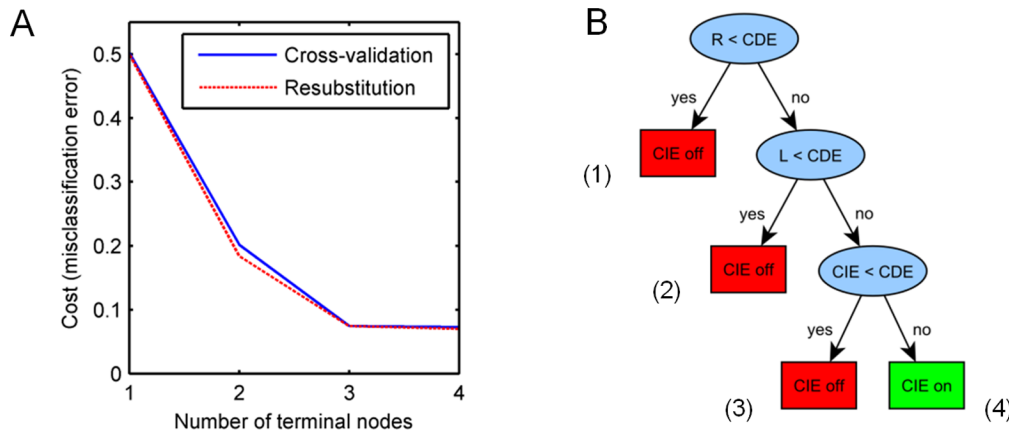 A
Cost (misclassification error)
0.5
0.4
0.3
0.2
0.1
0
1
2
3
4
Number of terminal nodes
Cross-validation
Resubstitution
B
R < CDE
yes
no
(1)
CIE off
L < CDE
yes
no
(2)
CIE off
CIE < CDE
yes
no
(3)
CIE off
CIE on
(4)